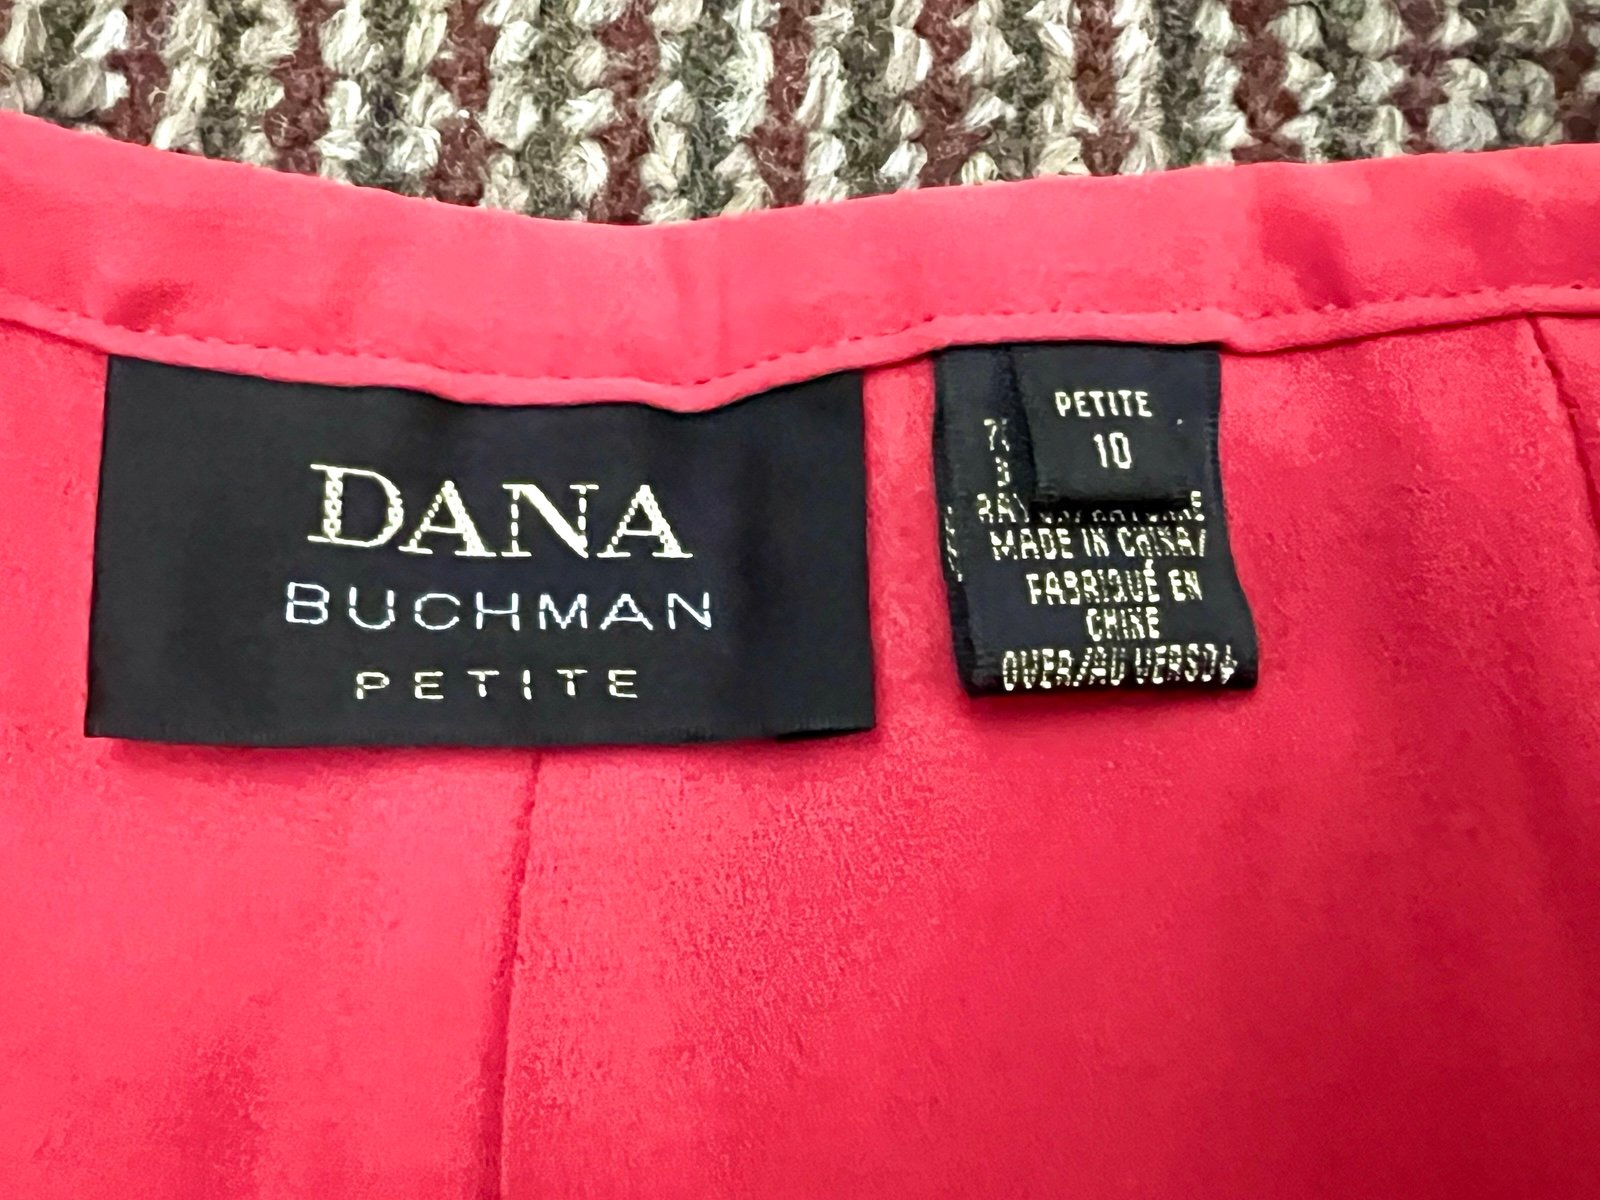 DANA
BUCHMAN
PETITE
PETITE
10
MADE IN CHINA/
FABRIQUÉ EN
CHINE
OVER/AU VERSO